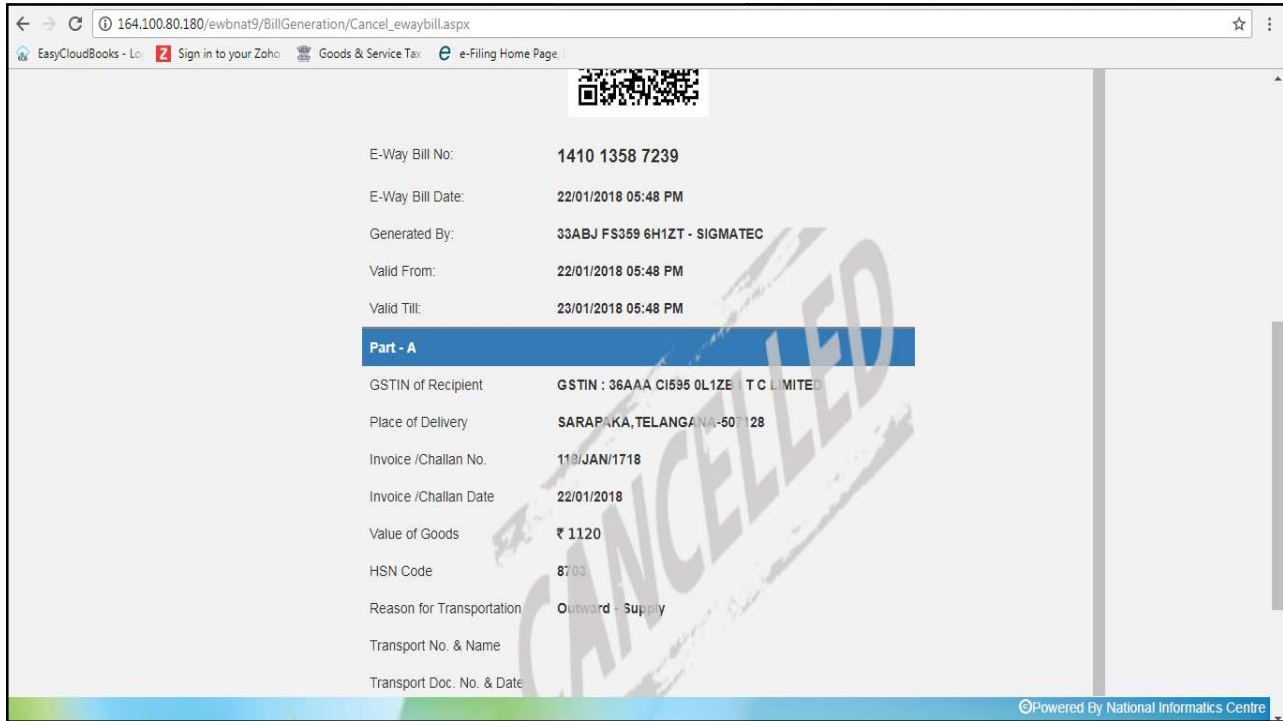 164.100.80.180/ewbnat9/BillGeneration/Cancel_ewaybill.aspx
EasyCloudBooks - Lo Sign in to your Zoho Goods & Service Tax e-Filing Home Page,
E-Way Bill No: 1410 1358 7239
E-Way Bill Date: 22/01/2018 05:48 PM
Generated By: 33ABJ FS359 6H1ZT - SIGMATEC
Valid From: 22/01/2018 05:48 PM
Valid Till: 23/01/2018 05:48 PM
Part - A
GSTIN of Recipient GSTIN : 36AAA CI595 0L1ZB I T C LIMITED
Place of Delivery SARAPAKA,TELANGANA-507128
Invoice /Challan No. 118/JAN/1718
Invoice /Challan Date 22/01/2018
Value of Goods ₹ 1120
HSN Code 8703
Reason for Transportation Outward - Supply
Transport No. & Name
Transport Doc. No. & Date
CANCELLED
©Powered By National Informatics Centre